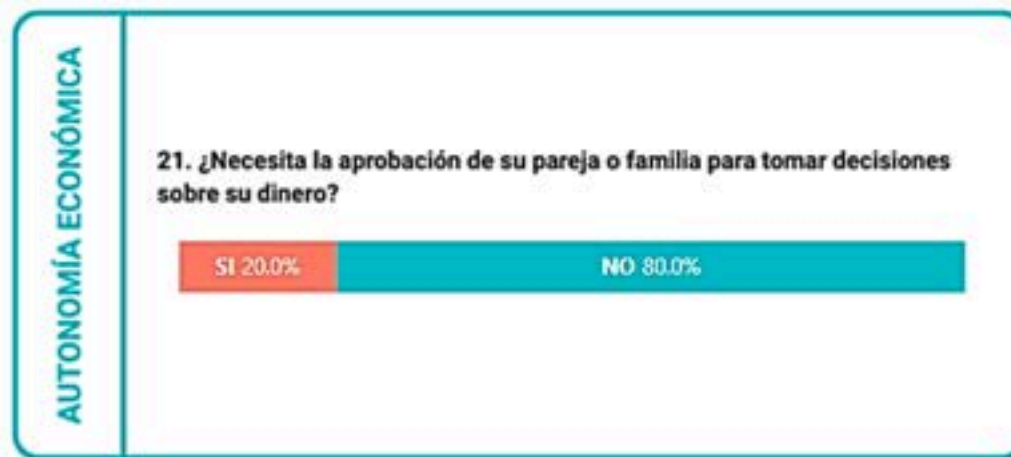 AUTONOMÍA ECONÓMICA
21. ¿Necesita la aprobación de su pareja o familia para tomar decisiones
sobre su dinero?
SI 20.0% NO 80.0%